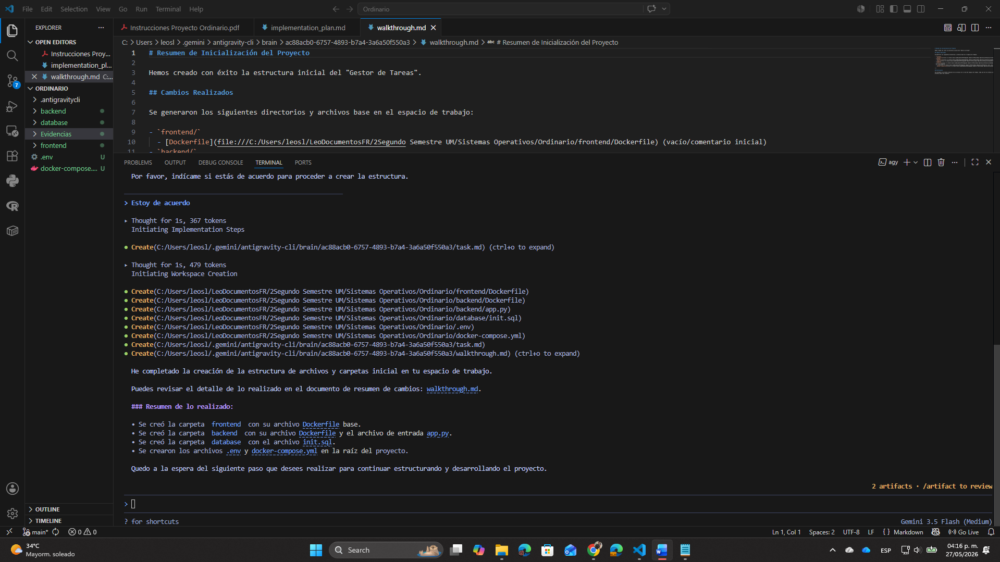 File Edit Selection View Go Run Terminal Help
Ordinario
EXPLORER
OPEN EDITORS
Instrucciones Proy...
implementation_pl...
walkthrough.md C:...
ORDINARIO
.antigravitycli
backend
database
Evidencias
frontend
.env U
docker-compose.... U
OUTLINE
TIMELINE
7
Instrucciones Proyecto Ordinario.pdf
implementation_plan.md
walkthrough.md
C: > Users > leosl > .gemini > antigravity-cli > brain > ac88acb0-6757-4893-b7a4-3a6a50f550a3 > walkthrough.md > abc # Resumen de Inicialización del Proyecto
1 # Resumen de Inicialización del Proyecto
2
3 Hemos creado con éxito la estructura inicial del "Gestor de Tareas".
4
5 ## Cambios Realizados
6
7 Se generaron los siguientes directorios y archivos base en el espacio de trabajo:
8
9 - `frontend/`
10 - [Dockerfile](file:///C:/Users/leosl/LeoDocumentosFR/2Segundo Semestre UM/Sistemas Operativos/Ordinario/frontend/Dockerfile) (vacío/comentario inicial)
11 - `backend/`
PROBLEMS OUTPUT DEBUG CONSOLE TERMINAL PORTS
agy
Por favor, indícame si estás de acuerdo para proceder a crear la estructura.
> Estoy de acuerdo
▸ Thought for 1s, 367 tokens
Initiating Implementation Steps
● Create(C:/Users/leosl/.gemini/antigravity-cli/brain/ac88acb0-6757-4893-b7a4-3a6a50f550a3/task.md) (ctrl+o to expand)
▸ Thought for 1s, 479 tokens
Initiating Workspace Creation
● Create(C:/Users/leosl/LeoDocumentosFR/2Segundo Semestre UM/Sistemas Operativos/Ordinario/frontend/Dockerfile)
● Create(C:/Users/leosl/LeoDocumentosFR/2Segundo Semestre UM/Sistemas Operativos/Ordinario/backend/Dockerfile)
● Create(C:/Users/leosl/LeoDocumentosFR/2Segundo Semestre UM/Sistemas Operativos/Ordinario/backend/app.py)
● Create(C:/Users/leosl/LeoDocumentosFR/2Segundo Semestre UM/Sistemas Operativos/Ordinario/database/init.sql)
● Create(C:/Users/leosl/LeoDocumentosFR/2Segundo Semestre UM/Sistemas Operativos/Ordinario/.env)
● Create(C:/Users/leosl/LeoDocumentosFR/2Segundo Semestre UM/Sistemas Operativos/Ordinario/docker-compose.yml)
● Create(C:/Users/leosl/.gemini/antigravity-cli/brain/ac88acb0-6757-4893-b7a4-3a6a50f550a3/task.md)
● Create(C:/Users/leosl/.gemini/antigravity-cli/brain/ac88acb0-6757-4893-b7a4-3a6a50f550a3/walkthrough.md) (ctrl+o to expand)
He completado la creación de la estructura de archivos y carpetas inicial en tu espacio de trabajo.
Puedes revisar el detalle de lo realizado en el documento de resumen de cambios: walkthrough.md.
### Resumen de lo realizado:
• Se creó la carpeta frontend con su archivo Dockerfile base.
• Se creó la carpeta backend con su archivo Dockerfile y el archivo de entrada app.py.
• Se creó la carpeta database con el archivo init.sql.
• Se crearon los archivos .env y docker-compose.yml en la raíz del proyecto.
Quedo a la espera del siguiente paso que desees realizar para continuar estructurando y desarrollando el proyecto.
2 artifacts · /artifact to review
>
? for shortcuts
Gemini 3.5 Flash (Medium)
main* 0 0
Ln 1, Col 1 Spaces: 2 UTF-8 LF { } Markdown Go Live
34°C
Mayorm. soleado
Search
ESP
04:16 p. m.
27/05/2026